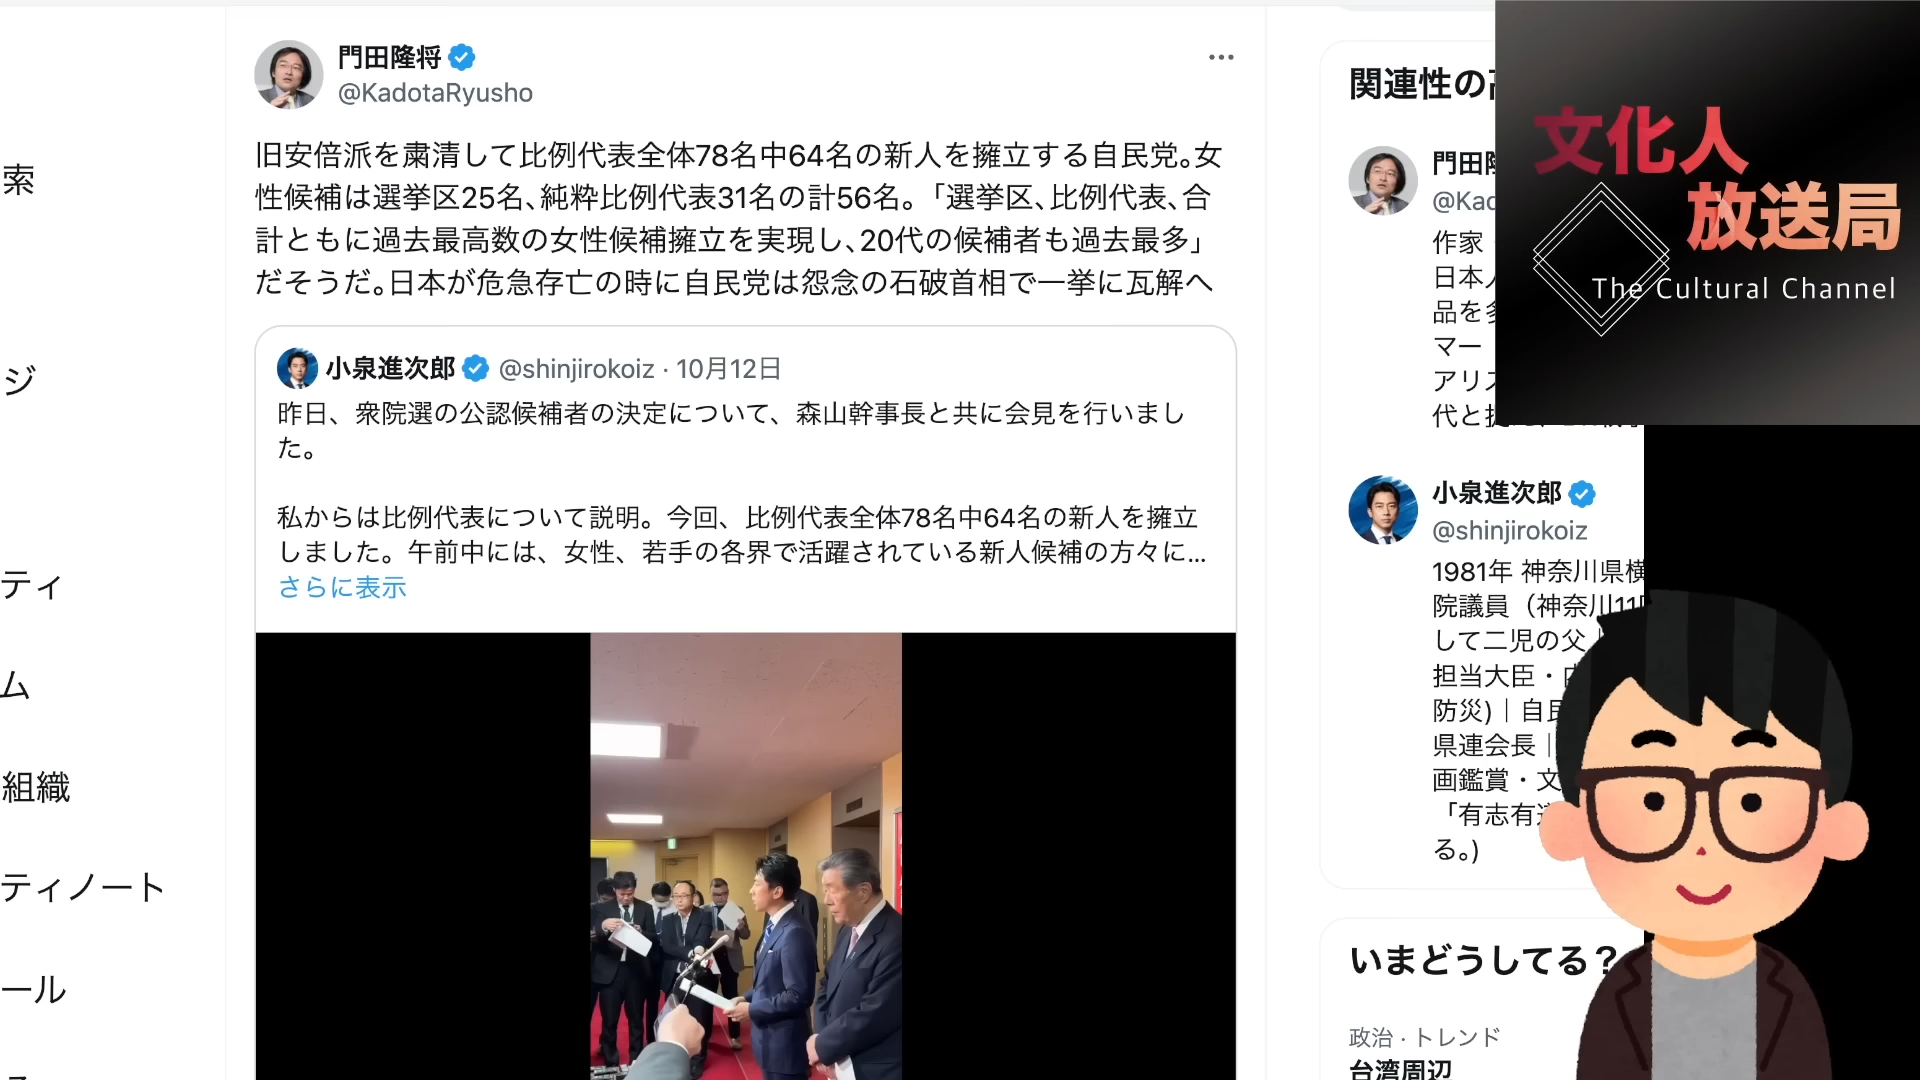 索
ジ
ティ
ム
組織
ティノート
ール
門田隆将
@KadotaRyusho
旧安倍派を粛清して比例代表全体78名中64名の新人を擁立する自民党。女
性候補は選挙区25名、純粋比例代表31名の計56名。「選挙区、比例代表、合
計ともに過去最高数の女性候補擁立を実現し、20代の候補者も過去最多」
だそうだ。日本が危急存亡の時に自民党は怨念の石破首相で一挙に瓦解へ
小泉進次郎 @shinjirokoiz · 10月12日
昨日、衆院選の公認候補者の決定について、森山幹事長と共に会見を行いまし
た。
私からは比例代表について説明。今回、比例代表全体78名中64名の新人を擁立
しました。午前中には、女性、若手の各界で活躍されている新人候補の方々に...
さらに表示
関連性の
門田
@Kad
作家
日本人
品を多
マー
アリス
代と
小泉進次郎
@shinjirokoiz
1981年 神奈川県横
院議員（神奈川11
して二児の父
担当大臣・
防災)｜自民
県連会長｜
画鑑賞・文
「有志有
る。)
いまどうしてる？
政治 · トレンド
台湾周辺
文化人
放送局
The Cultural Channel